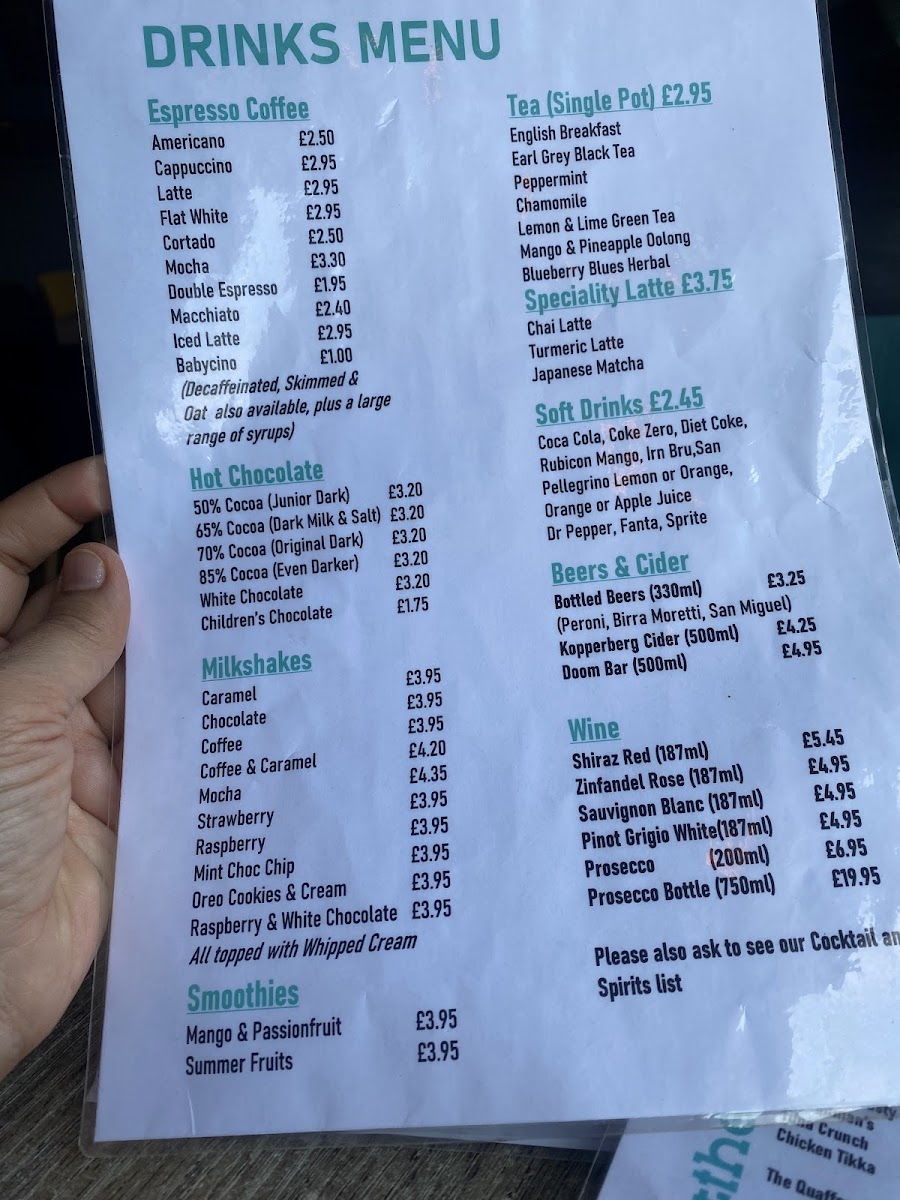 DRINKS MENU
Espresso Coffee
Americano £2.50
Cappuccino £2.95
Latte £2.95
Flat White £2.95
Cortado £2.50
Mocha £3.30
Double Espresso £1.95
Macchiato £2.40
Iced Latte £2.95
Babycino £1.00
(Decaffeinated, Skimmed &
Oat also available, plus a large
range of syrups)
Hot Chocolate
50% Cocoa (Junior Dark) £3.20
65% Cocoa (Dark Milk & Salt) £3.20
70% Cocoa (Original Dark) £3.20
85% Cocoa (Even Darker) £3.20
White Chocolate £3.20
Children's Chocolate £1.75
Milkshakes
Caramel £3.95
Chocolate £3.95
Coffee £3.95
Coffee & Caramel £4.20
Mocha £4.35
Strawberry £3.95
Raspberry £3.95
Mint Choc Chip £3.95
Oreo Cookies & Cream £3.95
Raspberry & White Chocolate £3.95
All topped with Whipped Cream
Smoothies
Mango & Passionfruit £3.95
Summer Fruits £3.95
Tea (Single Pot) £2.95
English Breakfast
Earl Grey Black Tea
Peppermint
Chamomile
Lemon & Lime Green Tea
Mango & Pineapple Oolong
Blueberry Blues Herbal
Speciality Latte £3.75
Chai Latte
Turmeric Latte
Japanese Matcha
Soft Drinks £2.45
Coca Cola, Coke Zero, Diet Coke,
Rubicon Mango, Irn Bru,San
Pellegrino Lemon or Orange,
Orange or Apple Juice
Dr Pepper, Fanta, Sprite
Beers & Cider
Bottled Beers (330ml) £3.25
(Peroni, Birra Moretti, San Miguel)
Kopperberg Cider (500ml) £4.25
Doom Bar (500ml) £4.95
Wine
Shiraz Red (187ml) £5.45
Zinfandel Rose (187ml) £4.95
Sauvignon Blanc (187ml) £4.95
Pinot Grigio White(187ml) £4.95
Prosecco (200ml) £6.95
Prosecco Bottle (750ml) £19.95
Please also ask to see our Cocktail an
Spirits list
Crunch
Chicken Tikka
The Quaff